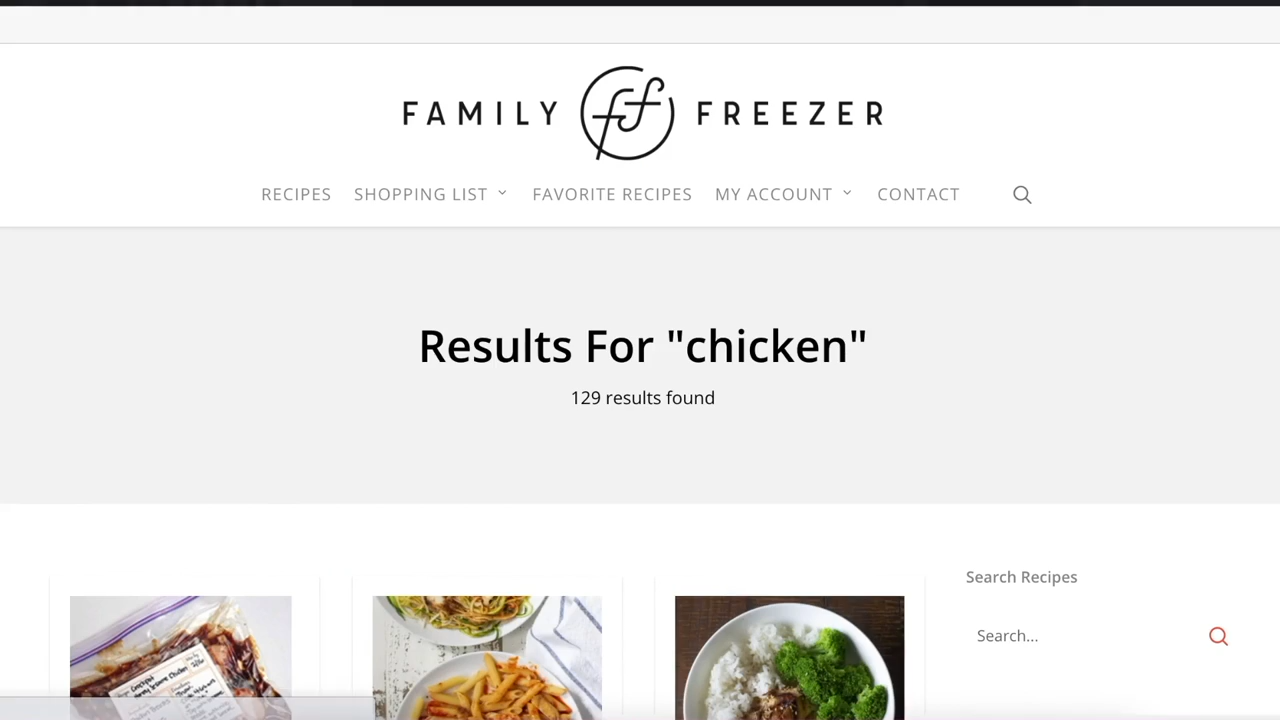 FAMILY FREEZER
RECIPES SHOPPING LIST FAVORITE RECIPES MY ACCOUNT CONTACT
Results For "chicken"
129 results found
Search Recipes
Search...